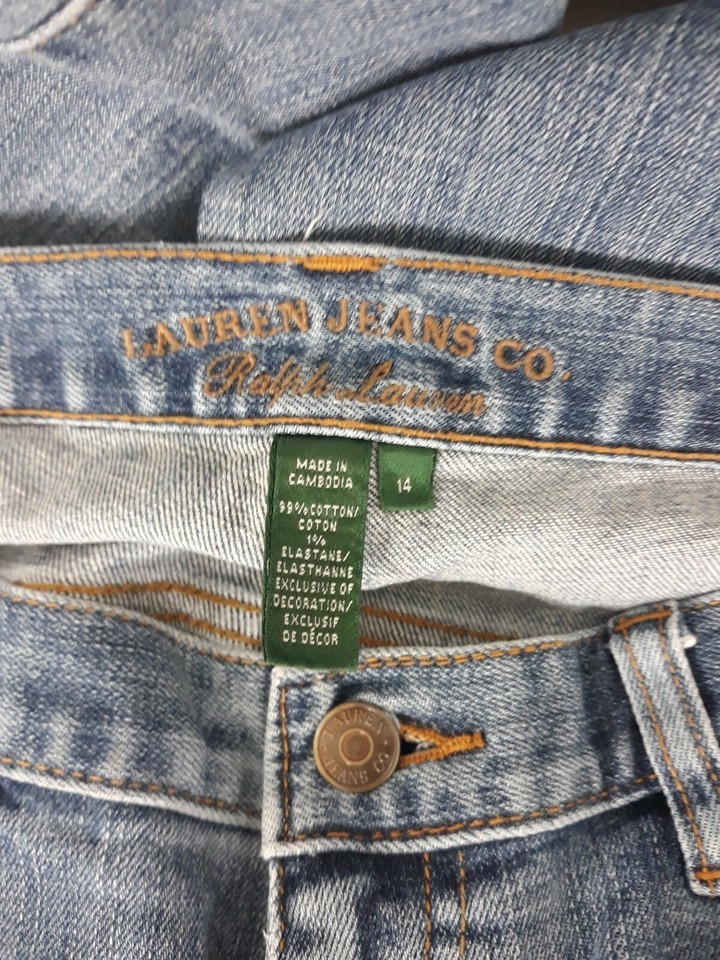 LAUREN JEANS CO.
Ralph Lauren
MADE IN
CAMBODIA
99% COTTON/
COTON
1%
ELASTANE/
ELASTHANNE
EXCLUSIVE OF
DECORATION/
EXCLUSIF
DE DÉCOR
14
LAUREN
JEANS CO.